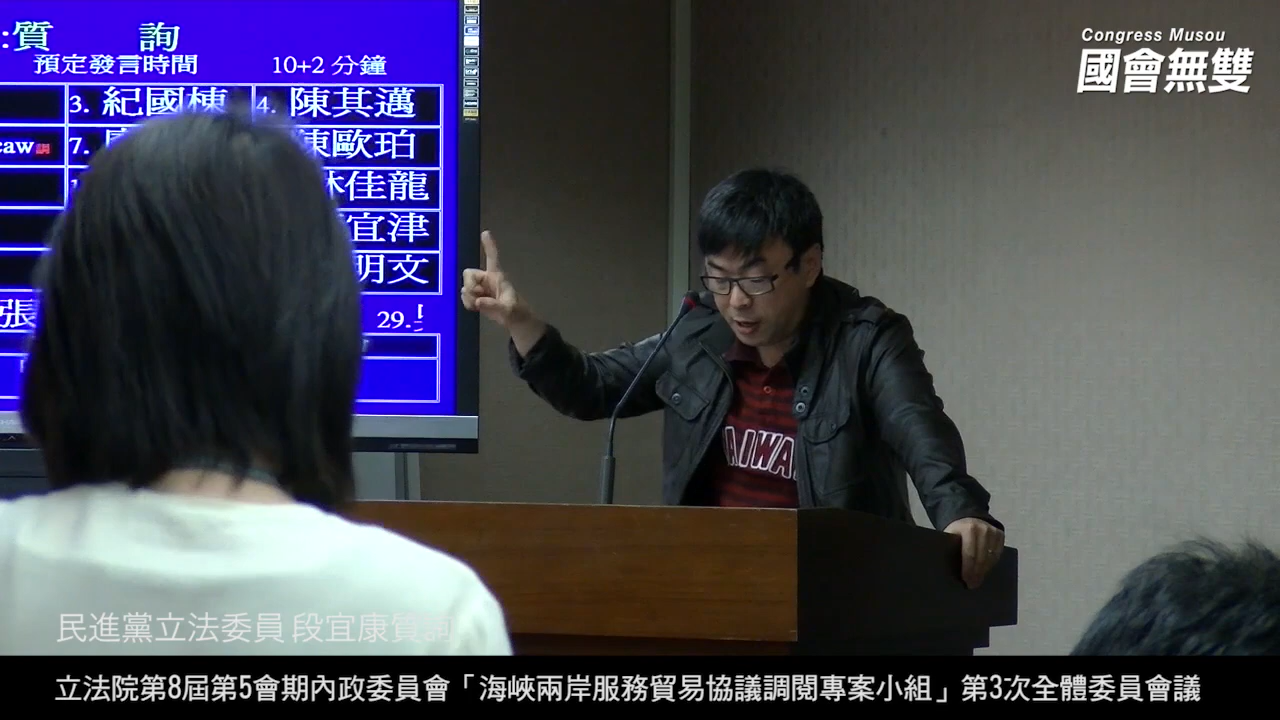 :質 詢
預定發言時間 10+2 分鐘
3. 紀國棟 4. 陳其邁
caw 詢 7. 陳歐珀
林佳龍
宜津
明文
張 29.
Congress Musou
國會無雙
TAIWAN
民進黨立法委員 段宜康質詢
立法院第8屆第5會期內政委員會「海峽兩岸服務貿易協議調閱專案小組」第3次全體委員會議